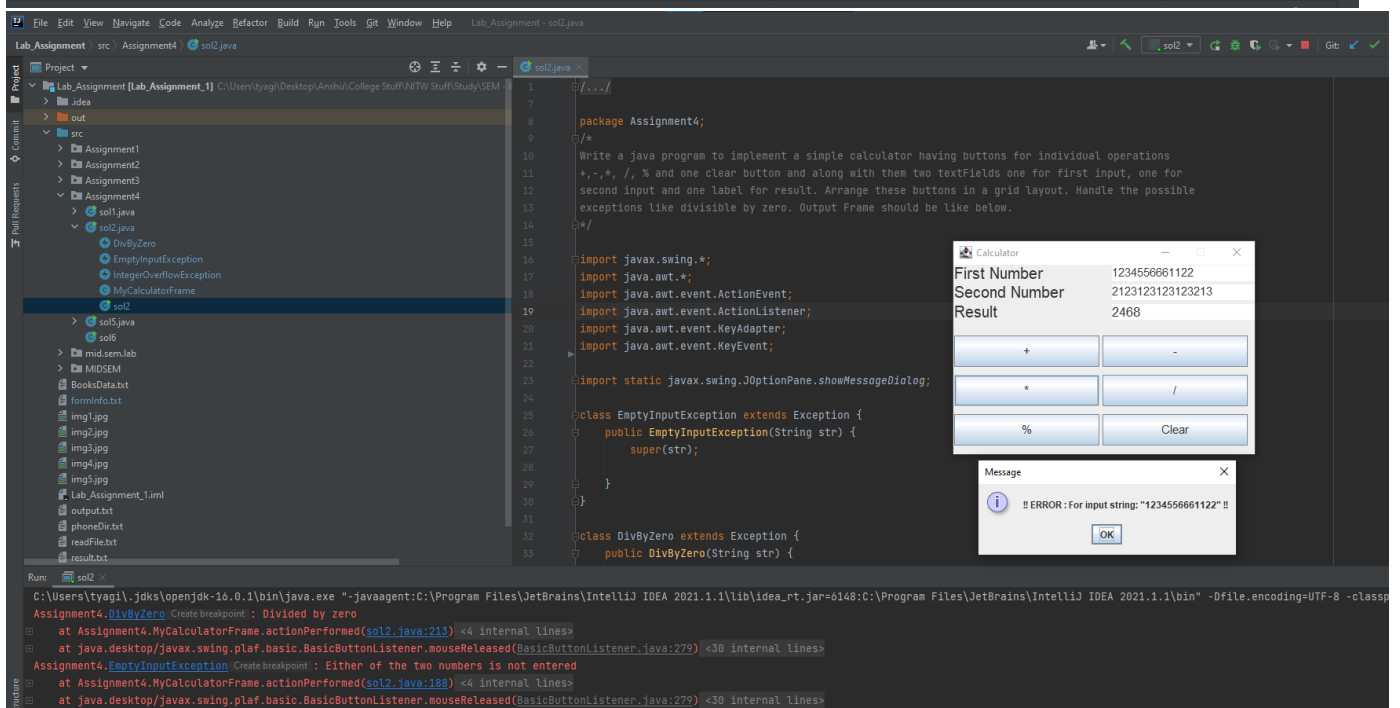 File Edit View Navigate Code Analyze Refactor Build Run Tools Git Window Help Lab_Assignment - sol2.java
Lab_Assignment src Assignment4 sol2.java
sol2
Git:
Project
sol2.java
Project
Commit
Pull Requests
Lab_Assignment [Lab_Assignment_1] C:\Users\tyagi\Desktop\Anshu\College Stuff\NITW Stuff\Study\SEM -
.idea
out
src
Assignment1
Assignment2
Assignment3
Assignment4
sol1.java
sol2.java
DivByZero
EmptyInputException
IntegerOverflowException
MyCalculatorFrame
sol2
sol5.java
sol6
mid.sem.lab
MIDSEM
BooksData.txt
formInfo.txt
img1.jpg
img2.jpg
img3.jpg
img4.jpg
img5.jpg
Lab_Assignment_1.iml
output.txt
phoneDir.txt
readFile.txt
result.txt
1 /.../
7
8 package Assignment4;
9 /*
10 Write a java program to implement a simple calculator having buttons for individual operations
11 +,-,*, /, % and one clear button and along with them two textFields one for first input, one for
12 second input and one label for result. Arrange these buttons in a grid layout. Handle the possible
13 exceptions like divisible by zero. Output Frame should be like below.
14 */
15
16 import javax.swing.*;
17 import java.awt.*;
18 import java.awt.event.ActionEvent;
19 import java.awt.event.ActionListener;
20 import java.awt.event.KeyAdapter;
21 import java.awt.event.KeyEvent;
22
23 import static javax.swing.JOptionPane.showMessageDialog;
24
25 class EmptyInputException extends Exception {
26 public EmptyInputException(String str) {
27 super(str);
28
29 }
30 }
31
32 class DivByZero extends Exception {
33 public DivByZero(String str) {
Calculator
First Number 1234556661122
Second Number 2123123123123213
Result 2468
+ -
* /
% Clear
Message
!! ERROR : For input string: "1234556661122" !!
OK
Run: sol2
C:\Users\tyagi\.jdks\openjdk-16.0.1\bin\java.exe "-javaagent:C:\Program Files\JetBrains\IntelliJ IDEA 2021.1.1\lib\idea_rt.jar=6148:C:\Program Files\JetBrains\IntelliJ IDEA 2021.1.1\bin" -Dfile.encoding=UTF-8 -classp
Assignment4.DivByZero Create breakpoint : Divided by zero
at Assignment4.MyCalculatorFrame.actionPerformed(sol2.java:213) <4 internal lines>
at java.desktop/javax.swing.plaf.basic.BasicButtonListener.mouseReleased(BasicButtonListener.java:279) <30 internal lines>
Assignment4.EmptyInputException Create breakpoint : Either of the two numbers is not entered
at Assignment4.MyCalculatorFrame.actionPerformed(sol2.java:188) <4 internal lines>
at java.desktop/javax.swing.plaf.basic.BasicButtonListener.mouseReleased(BasicButtonListener.java:279) <30 internal lines>